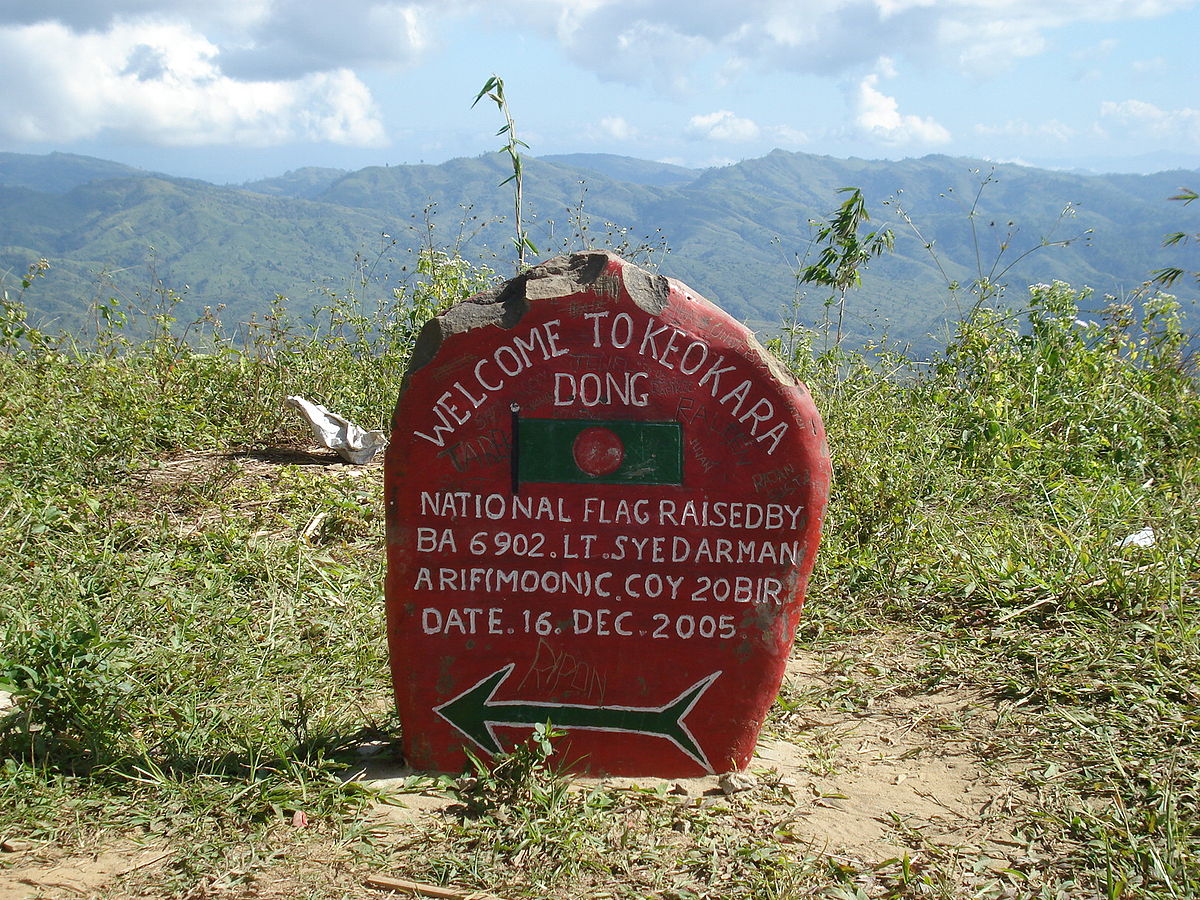 WELCOME TO KEOKARA
DONG
NATIONAL FLAG RAISEDBY
BA 6902. LT. SYEDARMAN
ARIF(MOON)C. COY 20BIR
DATE. 16. DEC. 2005.
RIPON